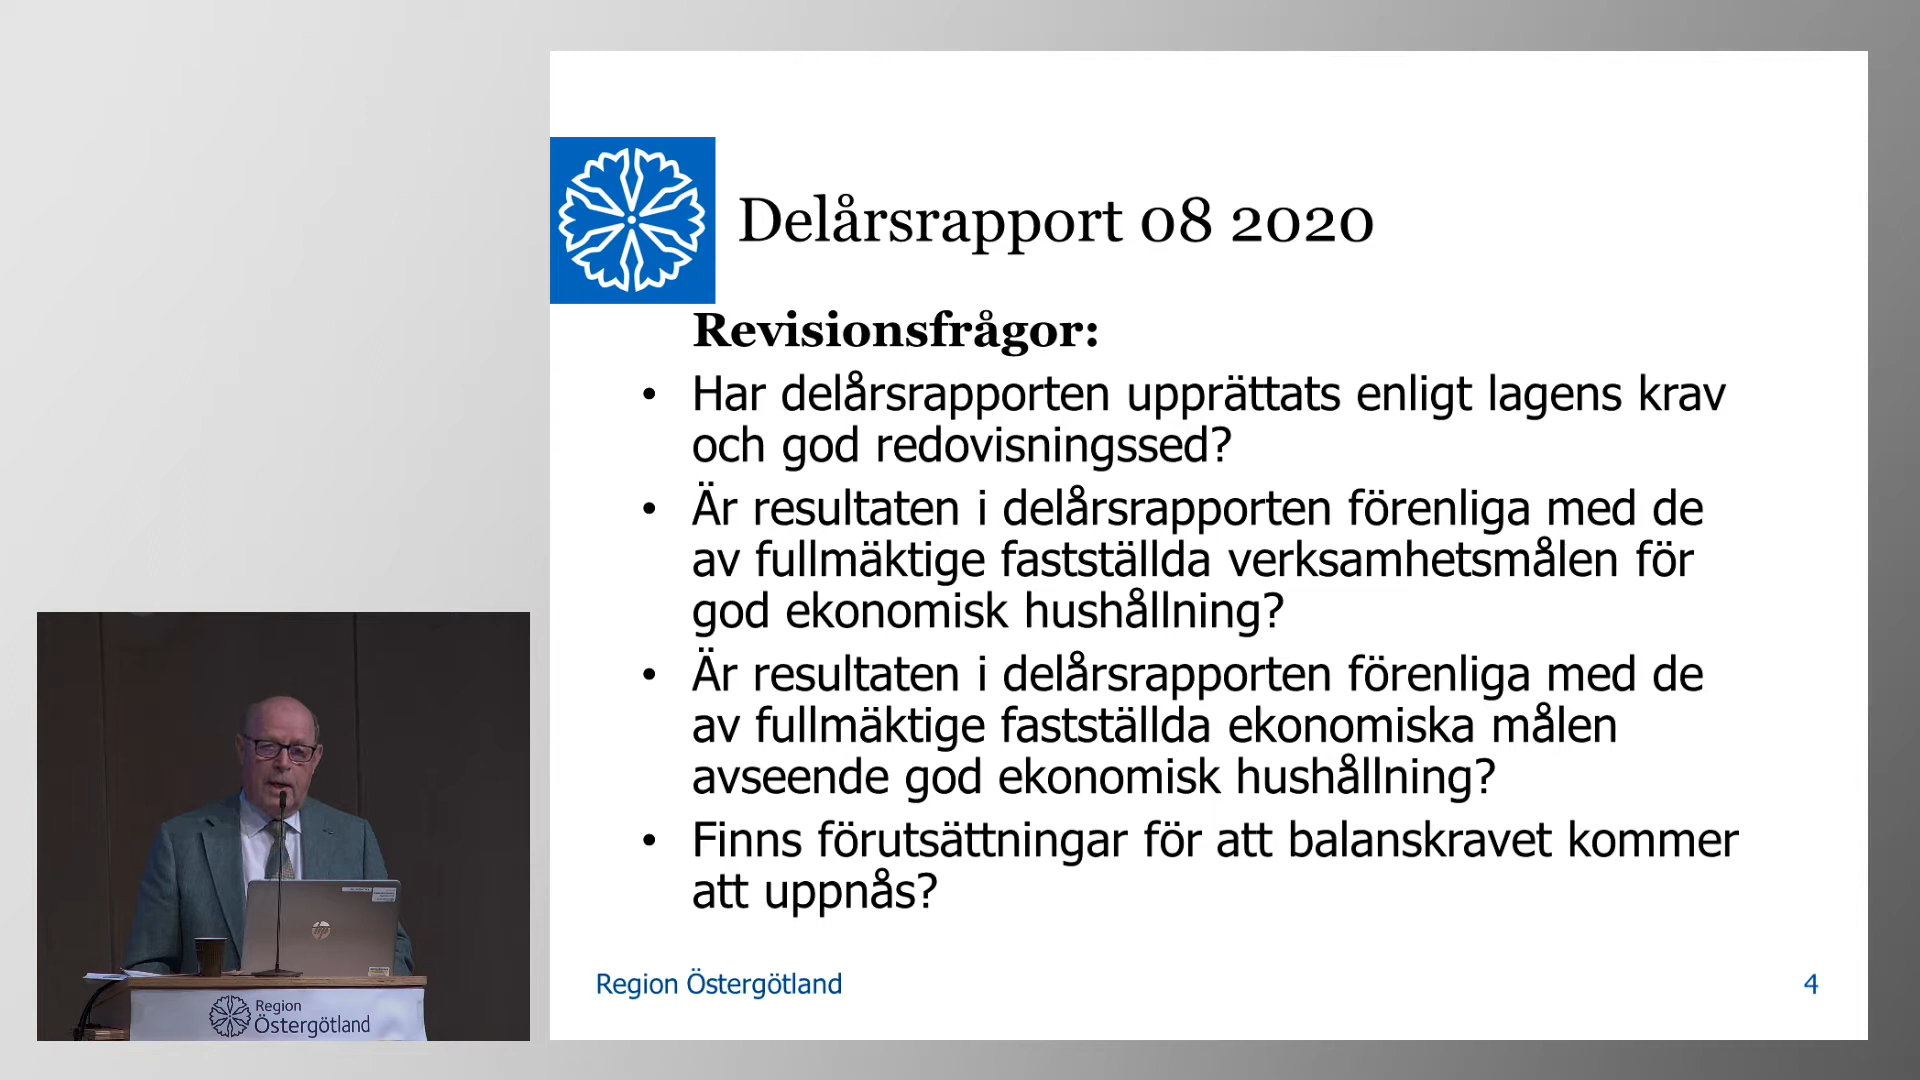 Delårsrapport 08 2020
Revisionsfrågor:
• Har delårsrapporten upprättats enligt lagens krav
och god redovisningssed?
• Är resultaten i delårsrapporten förenliga med de
av fullmäktige fastställda verksamhetsmålen för
god ekonomisk hushållning?
• Är resultaten i delårsrapporten förenliga med de
av fullmäktige fastställda ekonomiska målen
avseende god ekonomisk hushållning?
• Finns förutsättningar för att balanskravet kommer
att uppnås?
Region Östergötland
4
hp
Region
Östergötland